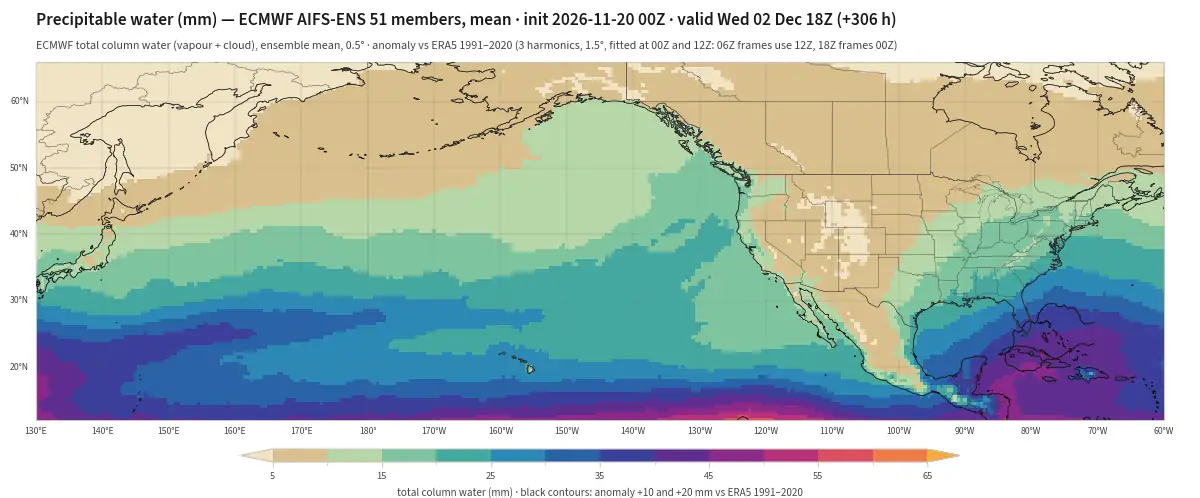 Precipitable water (mm) — ECMWF AIFS-ENS 51 members, mean · init 2026-11-20 00Z · valid Wed 02 Dec 18Z (+306 h)
ECMWF total column water (vapour + cloud), ensemble mean, 0.5° · anomaly vs ERA5 1991–2020 (3 harmonics, 1.5°, fitted at 00Z and 12Z: 06Z frames use 12Z, 18Z frames 00Z)
60°N
50°N
40°N
30°N
20°N
130°E 140°E 150°E 160°E 170°E 180° 170°W 160°W 150°W 140°W 130°W 120°W 110°W 100°W 90°W 80°W 70°W 60°W
5 15 25 35 45 55 65
total column water (mm) · black contours: anomaly +10 and +20 mm vs ERA5 1991–2020